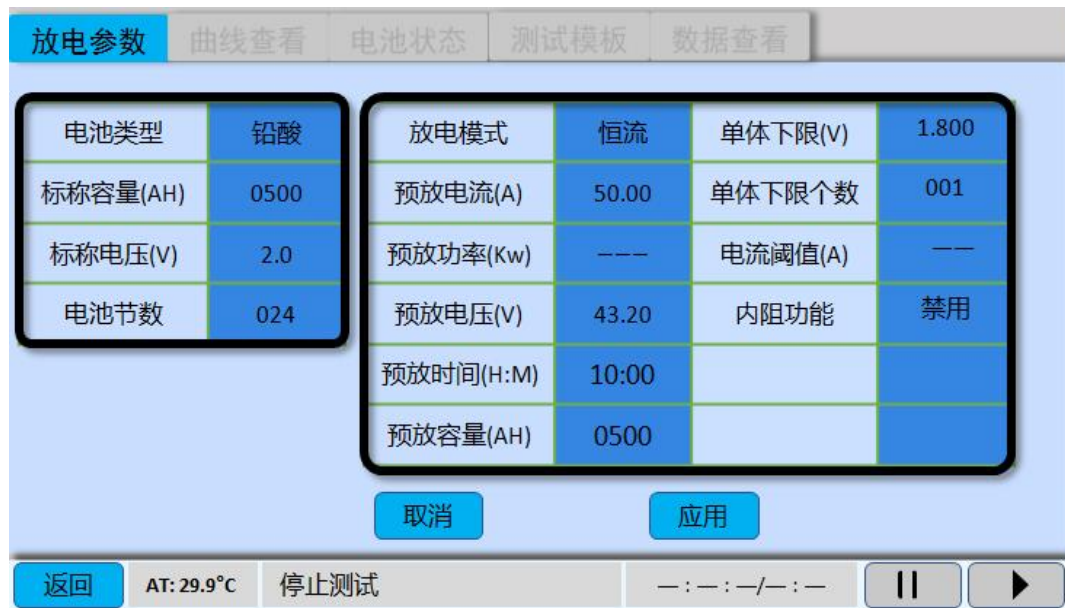 放电参数 曲线查看 电池状态 测试模板 数据查看
电池类型 铅酸 放电模式 恒流 单体下限(V) 1.800
标称容量(AH) 0500 预放电流(A) 50.00 单体下限个数 001
标称电压(V) 2.0 预放功率(Kw) --- 电流阈值(A) ——
电池节数 024 预放电压(V) 43.20 内阻功能 禁用
预放时间(H:M) 10:00
预放容量(AH) 0500
取消 应用
返回 AT: 29.9°C 停止测试 —:—:—/—:—